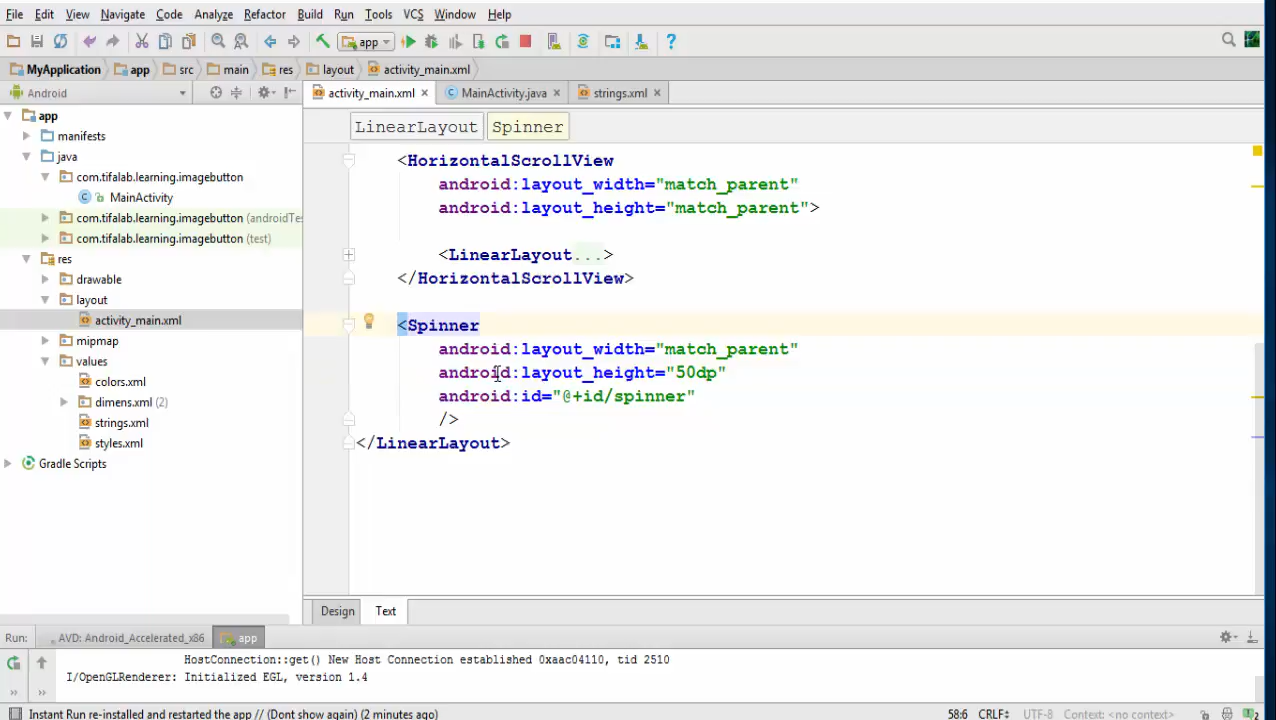 File Edit View Navigate Code Analyze Refactor Build Run Tools VCS Window Help
app
MyApplication app src main res layout activity_main.xml
Android activity_main.xml MainActivity.java strings.xml
LinearLayout Spinner
app
manifests
java
com.tifalab.learning.imagebutton
MainActivity
com.tifalab.learning.imagebutton (androidTes
com.tifalab.learning.imagebutton (test)
res
drawable
layout
activity_main.xml
mipmap
values
colors.xml
dimens.xml (2)
strings.xml
styles.xml
Gradle Scripts
<HorizontalScrollView
android:layout_width="match_parent"
android:layout_height="match_parent">
<LinearLayout...>
</HorizontalScrollView>
<Spinner
android:layout_width="match_parent"
android:layout_height="50dp"
android:id="@+id/spinner"
/>
</LinearLayout>
Design Text
Run: AVD: Android_Accelerated_x86 app
HostConnection::get() New Host Connection established 0xaac04110, tid 2510
I/OpenGLRenderer: Initialized EGL, version 1.4
Instant Run re-installed and restarted the app // (Dont show again) (2 minutes ago) 58:6 CRLF UTF-8 Context: <no context> 2